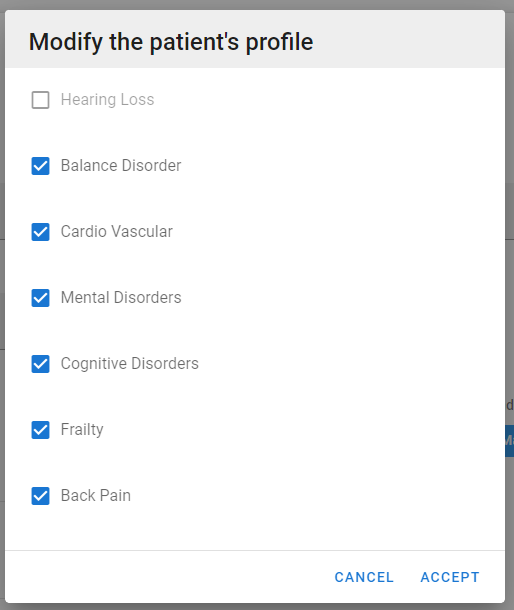 Modify the patient's profile
Hearing Loss
Balance Disorder
Cardio Vascular
Mental Disorders
Cognitive Disorders
Frailty
Back Pain
CANCEL ACCEPT